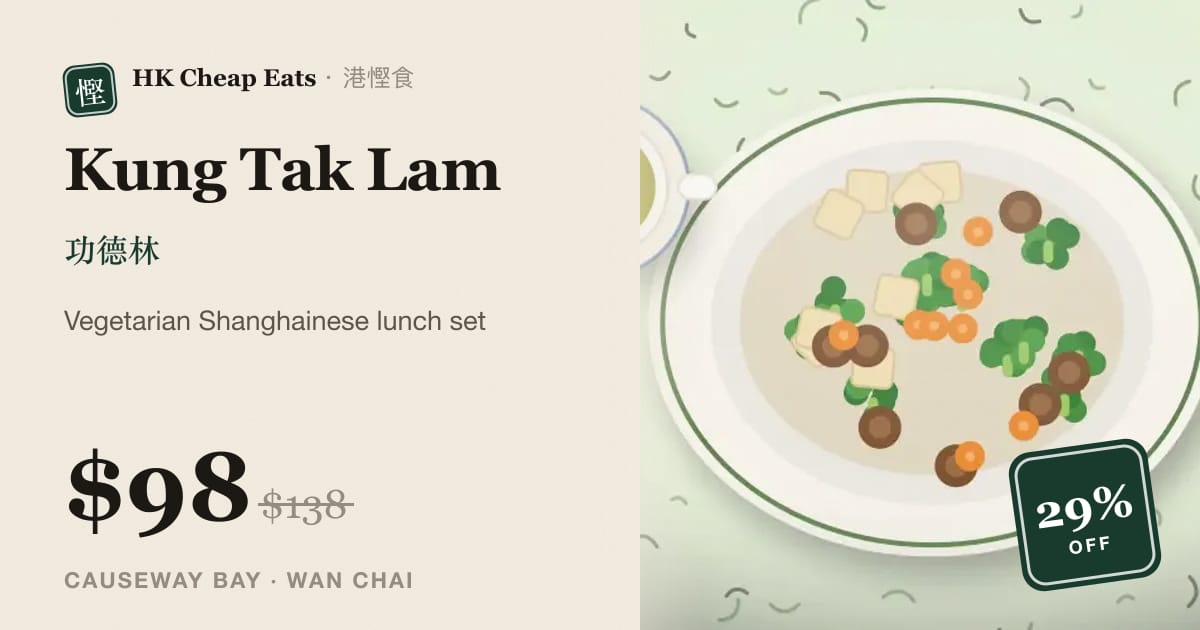 慳
HK Cheap Eats · 港慳食
Kung Tak Lam
功德林
Vegetarian Shanghainese lunch set
$98 $138
CAUSEWAY BAY · WAN CHAI
29%
OFF